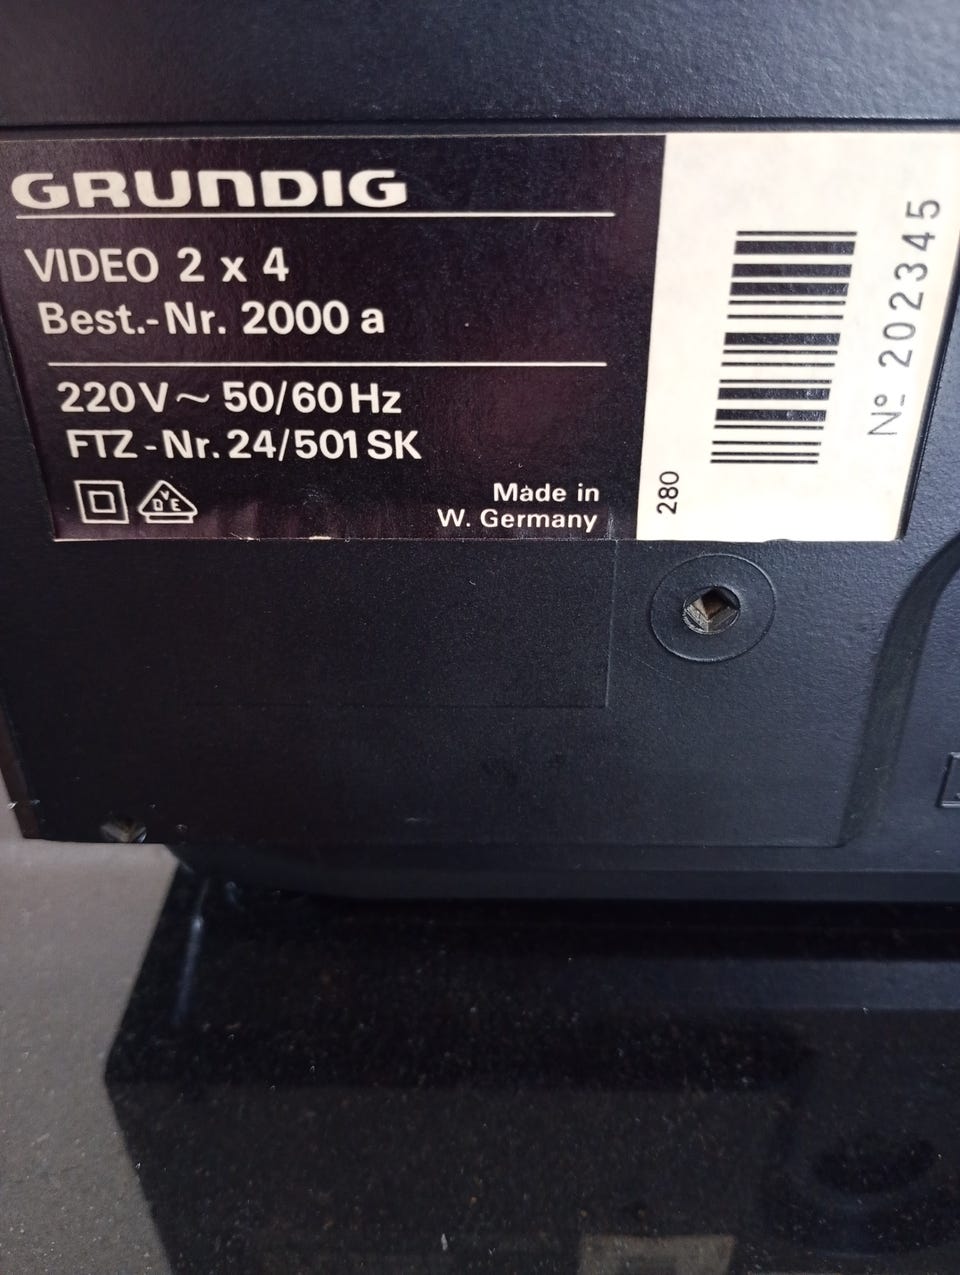 GRUNDIG
VIDEO 2 x 4
Best.-Nr. 2000 a
220 V ~ 50/60 Hz
FTZ - Nr. 24/501 SK
VDE
Made in
W. Germany
280
Nº 202345